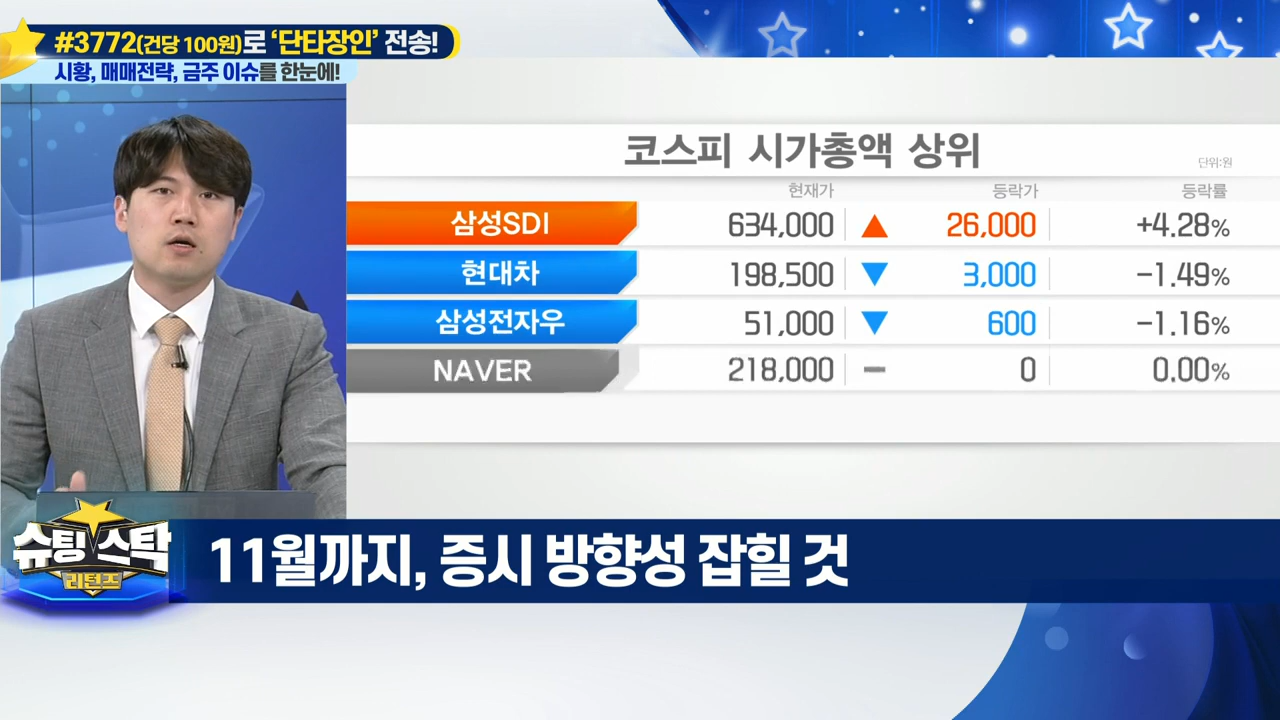 #3772(건당 100원)로 ‘단타장인’ 전송!
시황, 매매전략, 금주 이슈를 한눈에!
코스피 시가총액 상위
단위:원
현재가 등락가 등락률
삼성SDI 634,000 ▲ 26,000 +4.28%
현대차 198,500 ▼ 3,000 -1.49%
삼성전자우 51,000 ▼ 600 -1.16%
NAVER 218,000 - 0 0.00%
슈팅 스탁
리턴즈
11월까지, 증시 방향성 잡힐 것